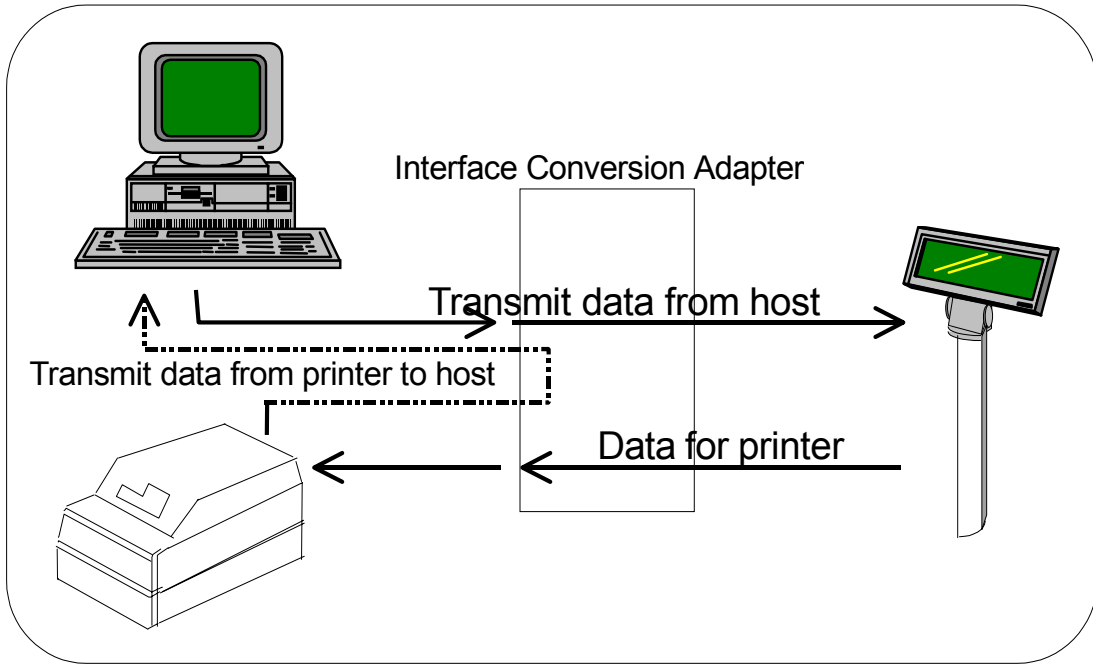 Interface Conversion Adapter
Transmit data from host
Transmit data from printer to host
Data for printer